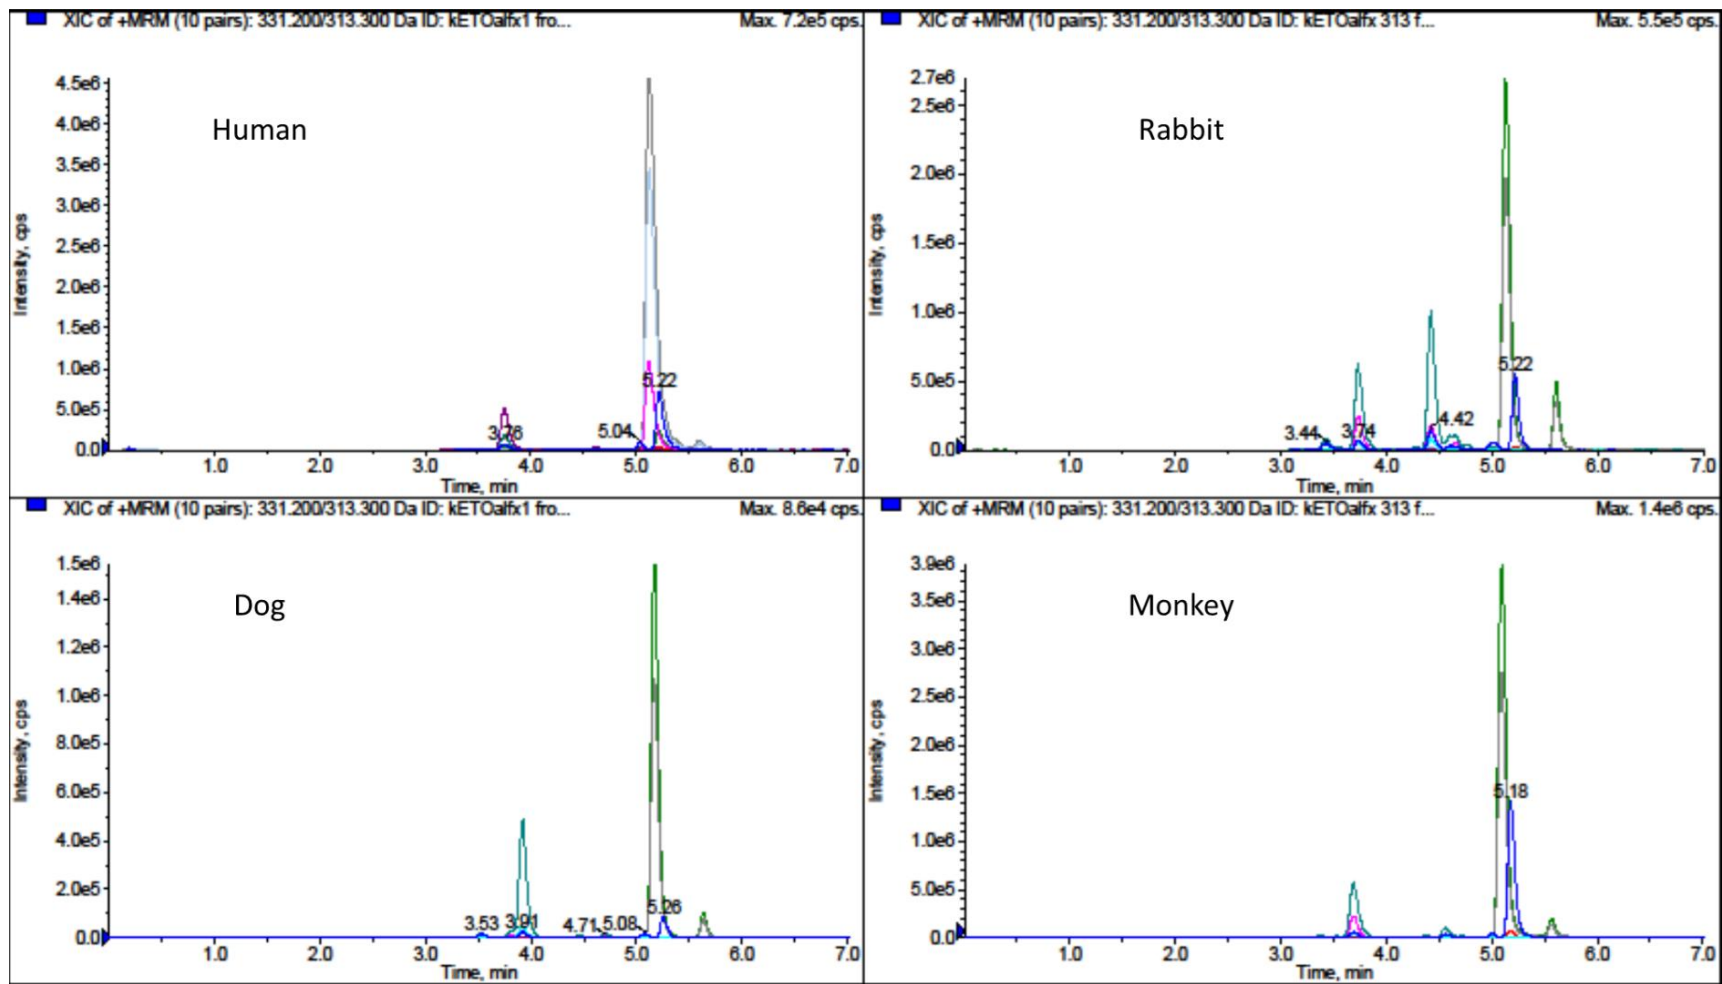 XIC of +MRM (10 pairs): 331.200/313.300 Da ID: kETOalfx1 fro... Max. 7.2e5 cps.
Human
Intensity, cps
4.5e6
4.0e6
3.5e6
3.0e6
2.5e6
2.0e6
1.5e6
1.0e6
5.0e5
0.0
3.76
5.04
5.22
1.0 2.0 3.0 4.0 5.0 6.0 7.0
Time, min
XIC of +MRM (10 pairs): 331.200/313.300 Da ID: kETOalfx 313 f... Max. 5.5e5 cps.
Rabbit
Intensity, cps
2.7e6
2.5e6
2.0e6
1.5e6
1.0e6
5.0e5
0.0
3.44
3.74
4.42
5.22
1.0 2.0 3.0 4.0 5.0 6.0 7.0
Time, min
XIC of +MRM (10 pairs): 331.200/313.300 Da ID: kETOalfx1 fro... Max. 8.6e4 cps.
Dog
Intensity, cps
1.5e6
1.4e6
1.2e6
1.0e6
8.0e5
6.0e5
4.0e5
2.0e5
0.0
3.53 3.91
4.71 5.08
5.26
1.0 2.0 3.0 4.0 5.0 6.0 7.0
Time, min
XIC of +MRM (10 pairs): 331.200/313.300 Da ID: kETOalfx 313 f... Max. 1.4e6 cps.
Monkey
Intensity, cps
3.9e6
3.5e6
3.0e6
2.5e6
2.0e6
1.5e6
1.0e6
5.0e5
0.0
5.18
1.0 2.0 3.0 4.0 5.0 6.0 7.0
Time, min